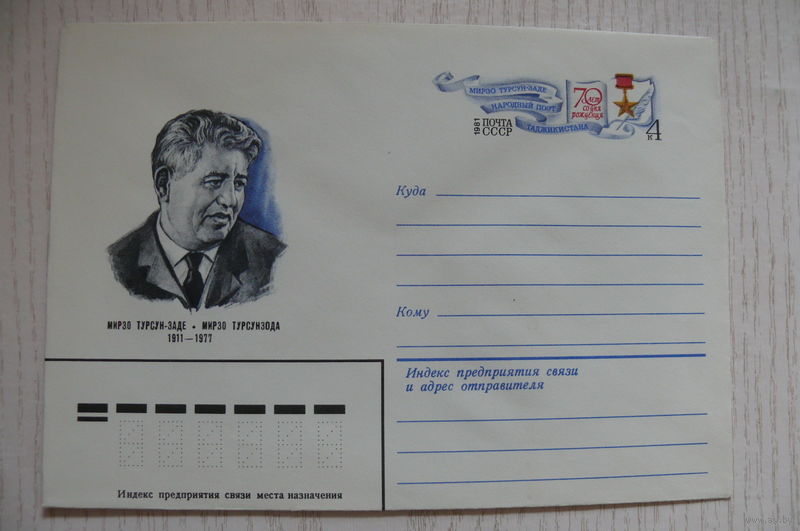 МИРЗО ТУРСУН-ЗАДЕ
НАРОДНЫЙ ПОЭТ
ТАДЖИКИСТАНА
70 ЛЕТ
СО ДНЯ
РОЖДЕНИЯ
1981 ПОЧТА
СССР
4
К
Куда
Кому
МИРЗО ТУРСУН-ЗАДЕ • МИРЗО ТУРСУНЗОДА
1911—1977
Индекс предприятия связи
и адрес отправителя
Индекс предприятия связи места назначения